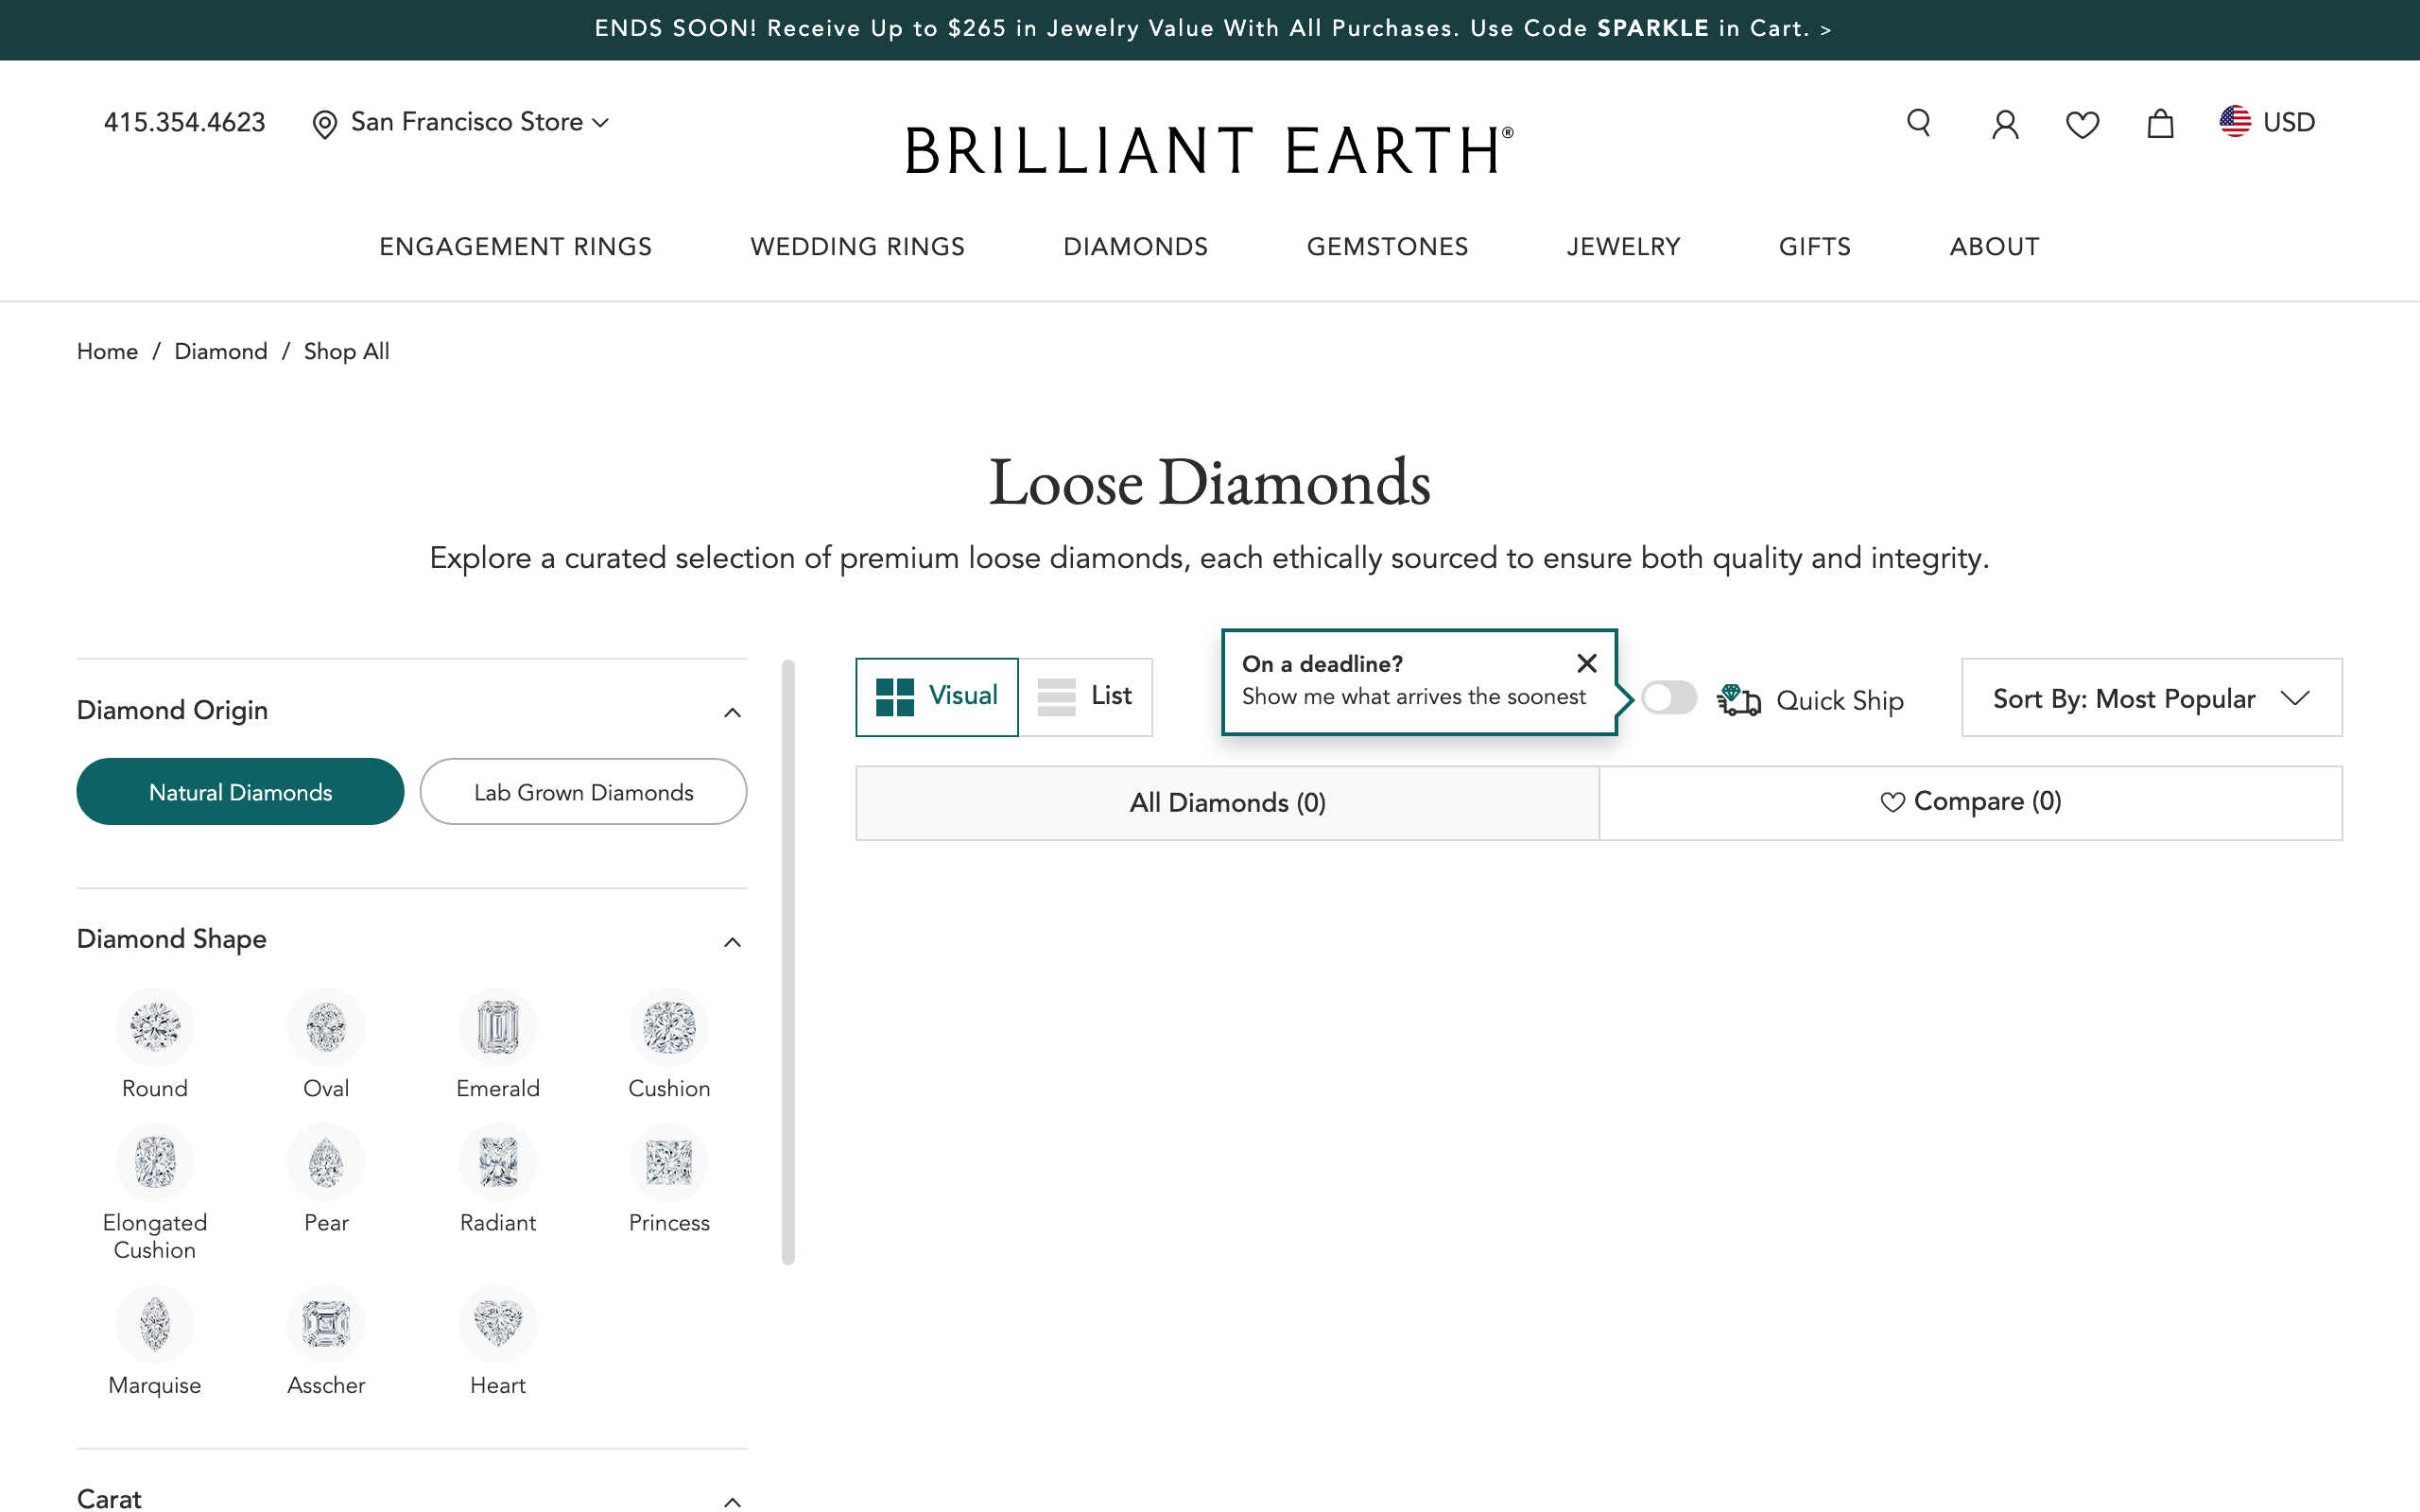 ENDS SOON! Receive Up to $265 in Jewelry Value With All Purchases. Use Code SPARKLE in Cart. >
415.354.4623
San Francisco Store
BRILLIANT EARTH®
USD
ENGAGEMENT RINGS
WEDDING RINGS
DIAMONDS
GEMSTONES
JEWELRY
GIFTS
ABOUT
Home / Diamond / Shop All
Loose Diamonds
Explore a curated selection of premium loose diamonds, each ethically sourced to ensure both quality and integrity.
Diamond Origin
Natural Diamonds
Lab Grown Diamonds
Diamond Shape
Round
Oval
Emerald
Cushion
Elongated
Cushion
Pear
Radiant
Princess
Marquise
Asscher
Heart
Carat
Visual
List
On a deadline?
Show me what arrives the soonest
Quick Ship
Sort By: Most Popular
All Diamonds (0)
Compare (0)